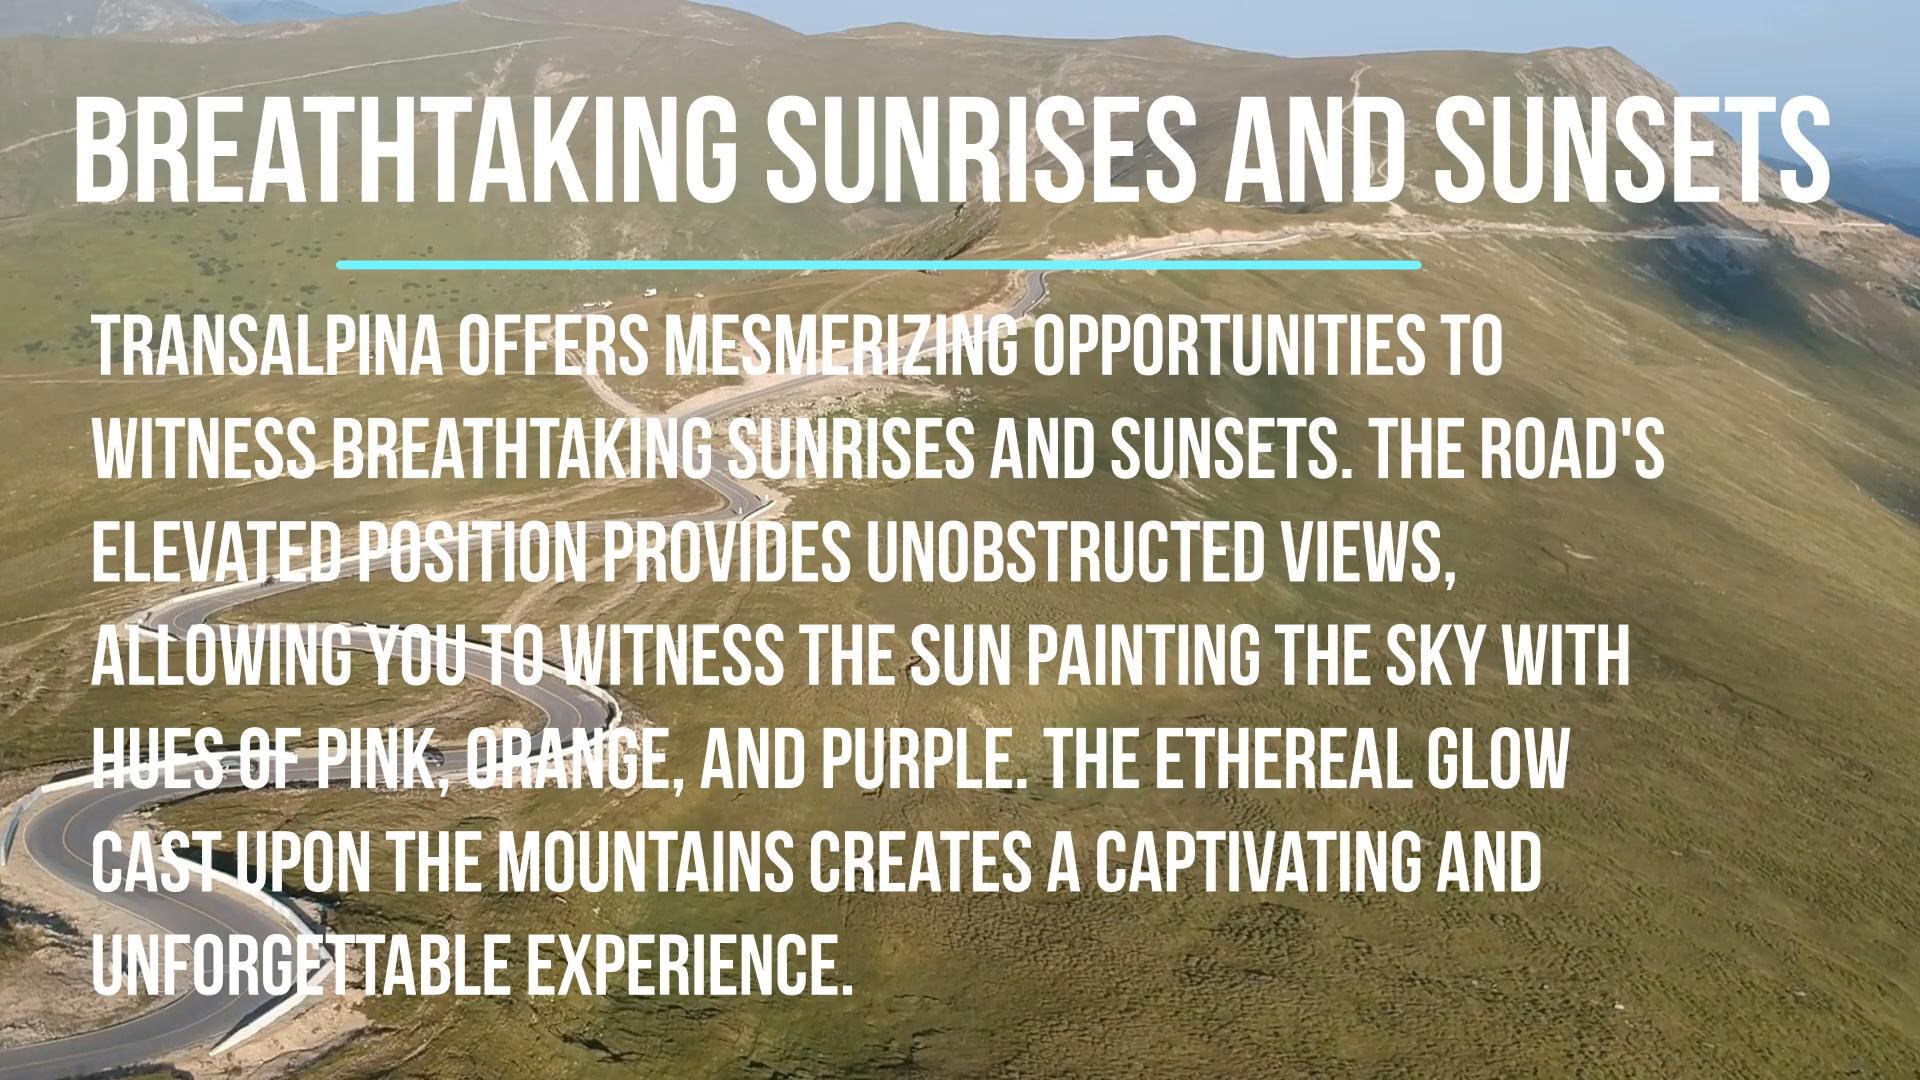 BREATHTAKING SUNRISES AND SUNSETS
TRANSALPINA OFFERS MESMERIZING OPPORTUNITIES TO
WITNESS BREATHTAKING SUNRISES AND SUNSETS. THE ROAD'S
ELEVATED POSITION PROVIDES UNOBSTRUCTED VIEWS,
ALLOWING YOU TO WITNESS THE SUN PAINTING THE SKY WITH
HUES OF PINK, ORANGE, AND PURPLE. THE ETHEREAL GLOW
CAST UPON THE MOUNTAINS CREATES A CAPTIVATING AND
UNFORGETTABLE EXPERIENCE.